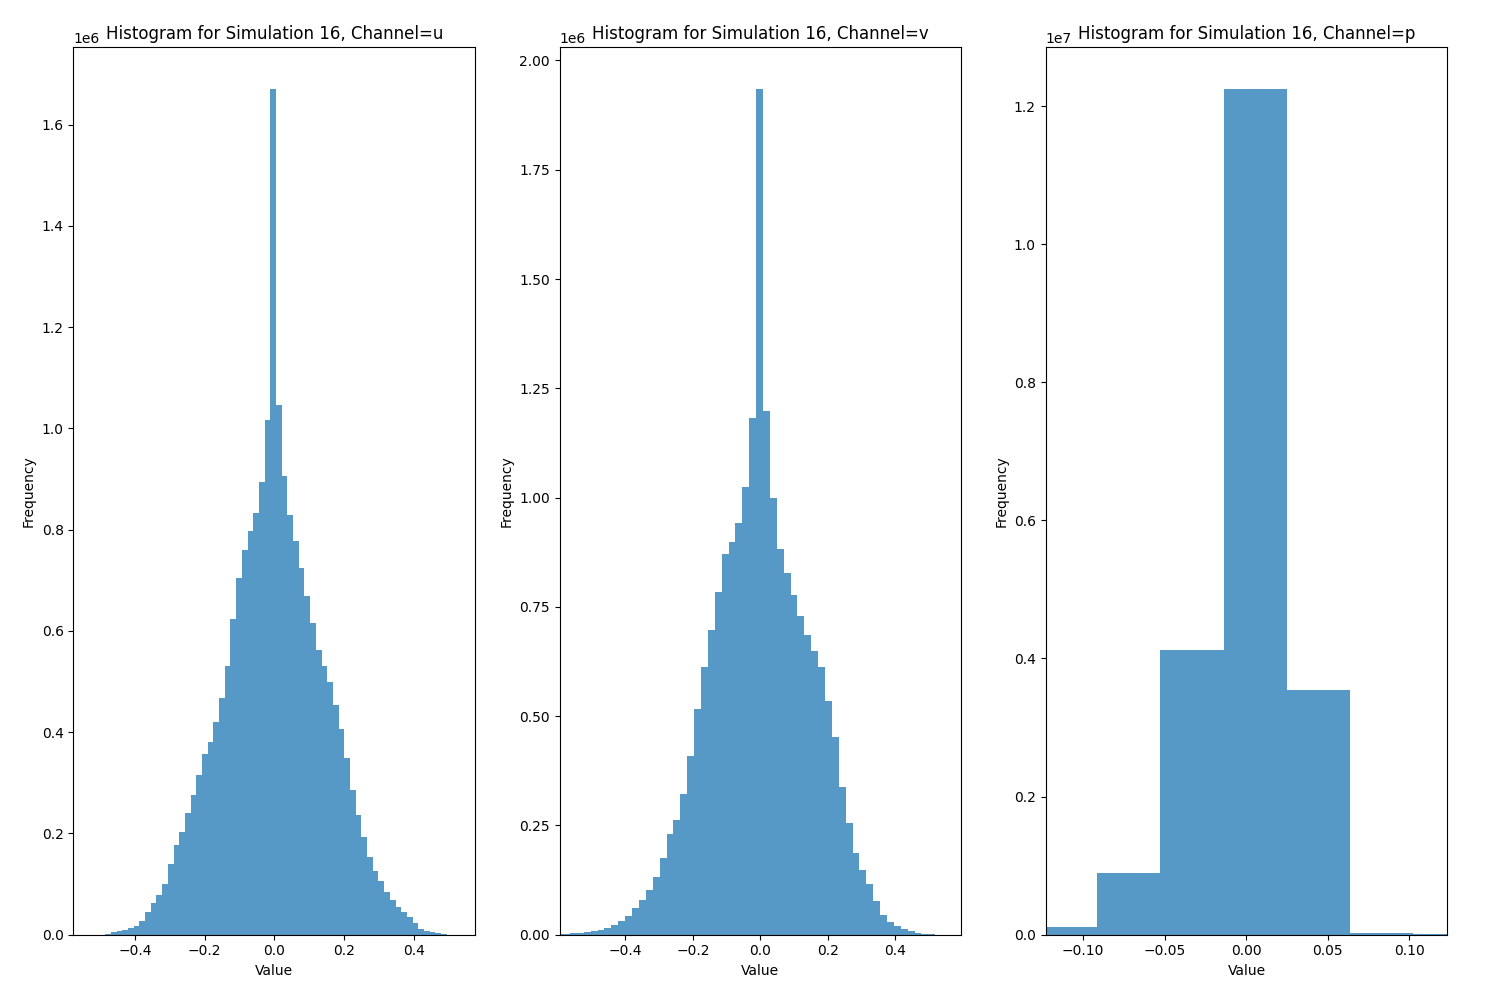 Histogram for Simulation 16, Channel=u
1e6
1.6
1.4
1.2
1.0
0.8
0.6
0.4
0.2
0.0
Frequency
−0.4 −0.2 0.0 0.2 0.4
Value
Histogram for Simulation 16, Channel=v
1e6
2.00
1.75
1.50
1.25
1.00
0.75
0.50
0.25
0.00
Frequency
−0.4 −0.2 0.0 0.2 0.4
Value
Histogram for Simulation 16, Channel=p
1e7
1.2
1.0
0.8
0.6
0.4
0.2
0.0
Frequency
−0.10 −0.05 0.00 0.05 0.10
Value